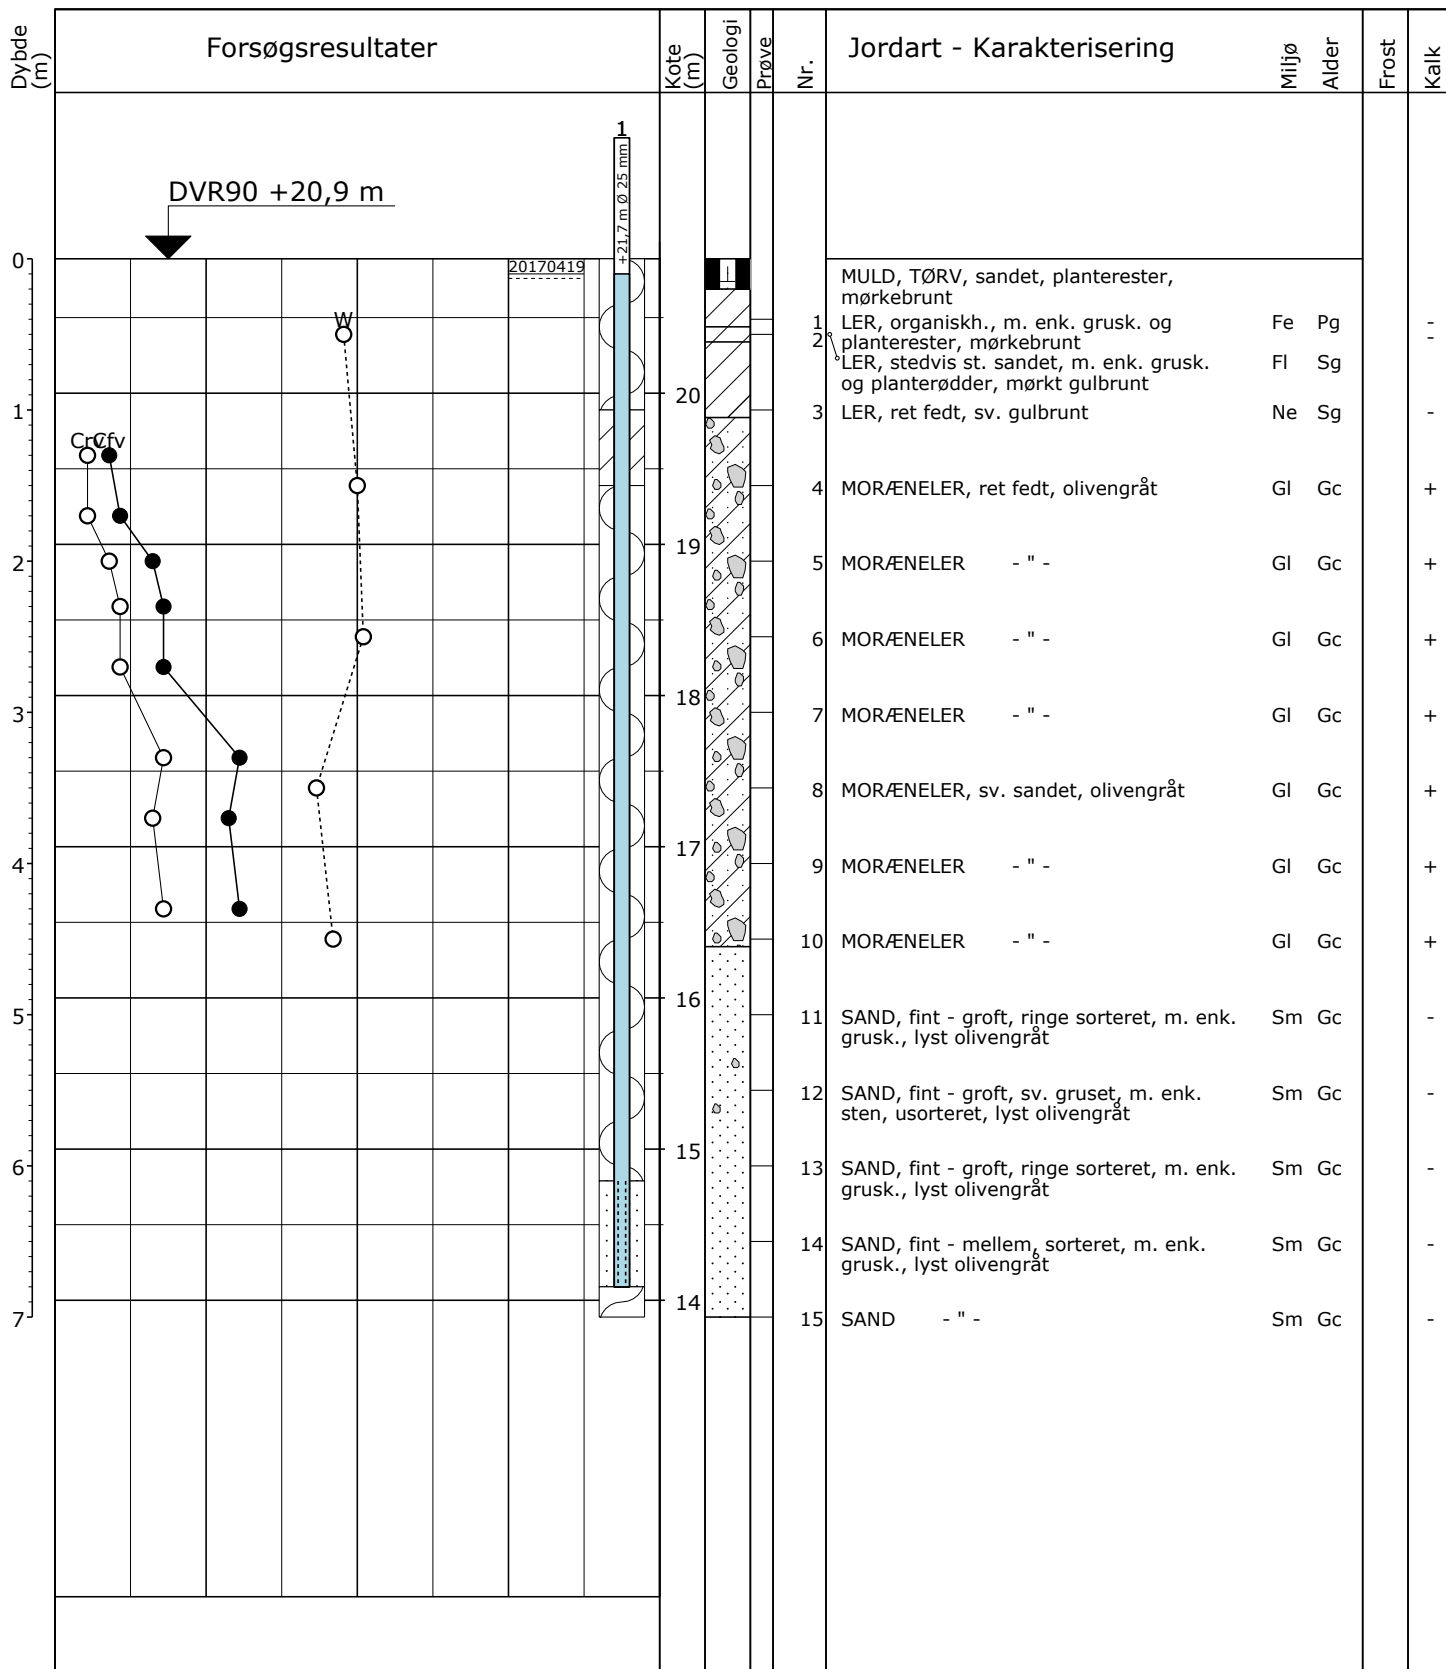 Dybde (m)
Forsøgsresultater
Kote (m)
Geologi
Prøve
Nr.
Jordart - Karakterisering
Miljø
Alder
Frost
Kalk
1
+21,7 m Ø 25 mm
DVR90 +20,9 m
0
20170419
MULD, TØRV, sandet, planterester,
mørkebrunt
W
1 LER, organiskh., m. enk. grusk. og Fe Pg -
planterester, mørkebrunt
2 LER, stedvis st. sandet, m. enk. grusk. Fl Sg -
og planterødder, mørkt gulbrunt
20
1
3 LER, ret fedt, sv. gulbrunt Ne Sg -
Crv Cfv
4 MORÆNELER, ret fedt, olivengråt Gl Gc +
19
2
5 MORÆNELER - " - Gl Gc +
6 MORÆNELER - " - Gl Gc +
18
3
7 MORÆNELER - " - Gl Gc +
8 MORÆNELER, sv. sandet, olivengråt Gl Gc +
17
4
9 MORÆNELER - " - Gl Gc +
10 MORÆNELER - " - Gl Gc +
16
5
11 SAND, fint - groft, ringe sorteret, m. enk. Sm Gc -
grusk., lyst olivengråt
12 SAND, fint - groft, sv. gruset, m. enk. Sm Gc -
sten, usorteret, lyst olivengråt
15
6
13 SAND, fint - groft, ringe sorteret, m. enk. Sm Gc -
grusk., lyst olivengråt
14 SAND, fint - mellem, sorteret, m. enk. Sm Gc -
grusk., lyst olivengråt
14
7
15 SAND - " - Sm Gc -